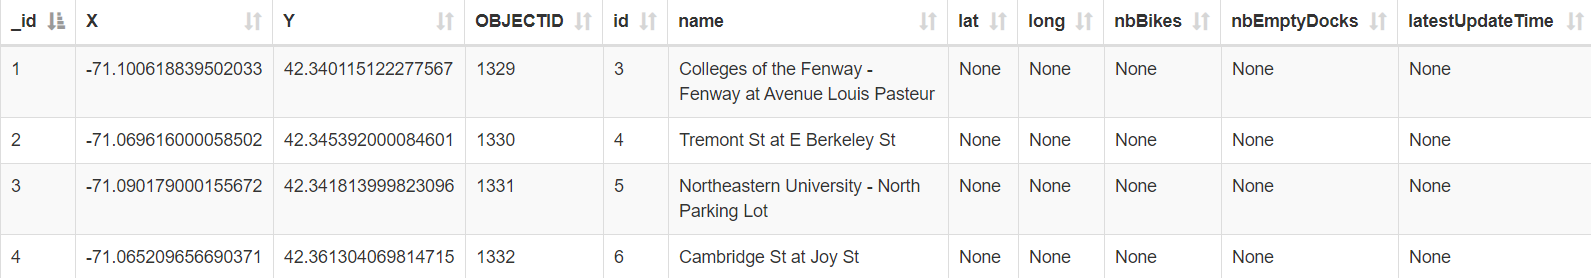 _id X Y OBJECTID id name lat long nbBikes nbEmptyDocks latestUpdateTime
1 -71.100618839502033 42.340115122277567 1329 3 Colleges of the Fenway - None None None None None
Fenway at Avenue Louis Pasteur
2 -71.069616000058502 42.345392000084601 1330 4 Tremont St at E Berkeley St None None None None None
3 -71.090179000155672 42.341813999823096 1331 5 Northeastern University - North None None None None None
Parking Lot
4 -71.065209656690371 42.361304069814715 1332 6 Cambridge St at Joy St None None None None None